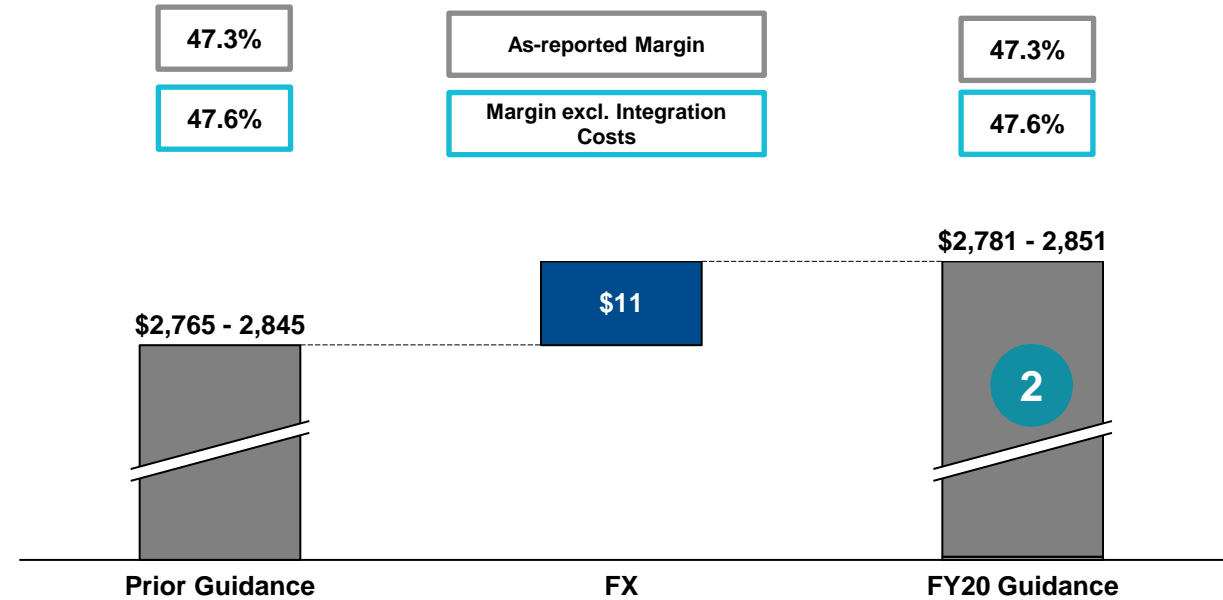 47.3%
As-reported Margin
47.3%
47.6%
Margin excl. Integration
Costs
47.6%
$2,781 - 2,851
$11
$2,765 - 2,845
2
Prior Guidance
FX
FY20 Guidance